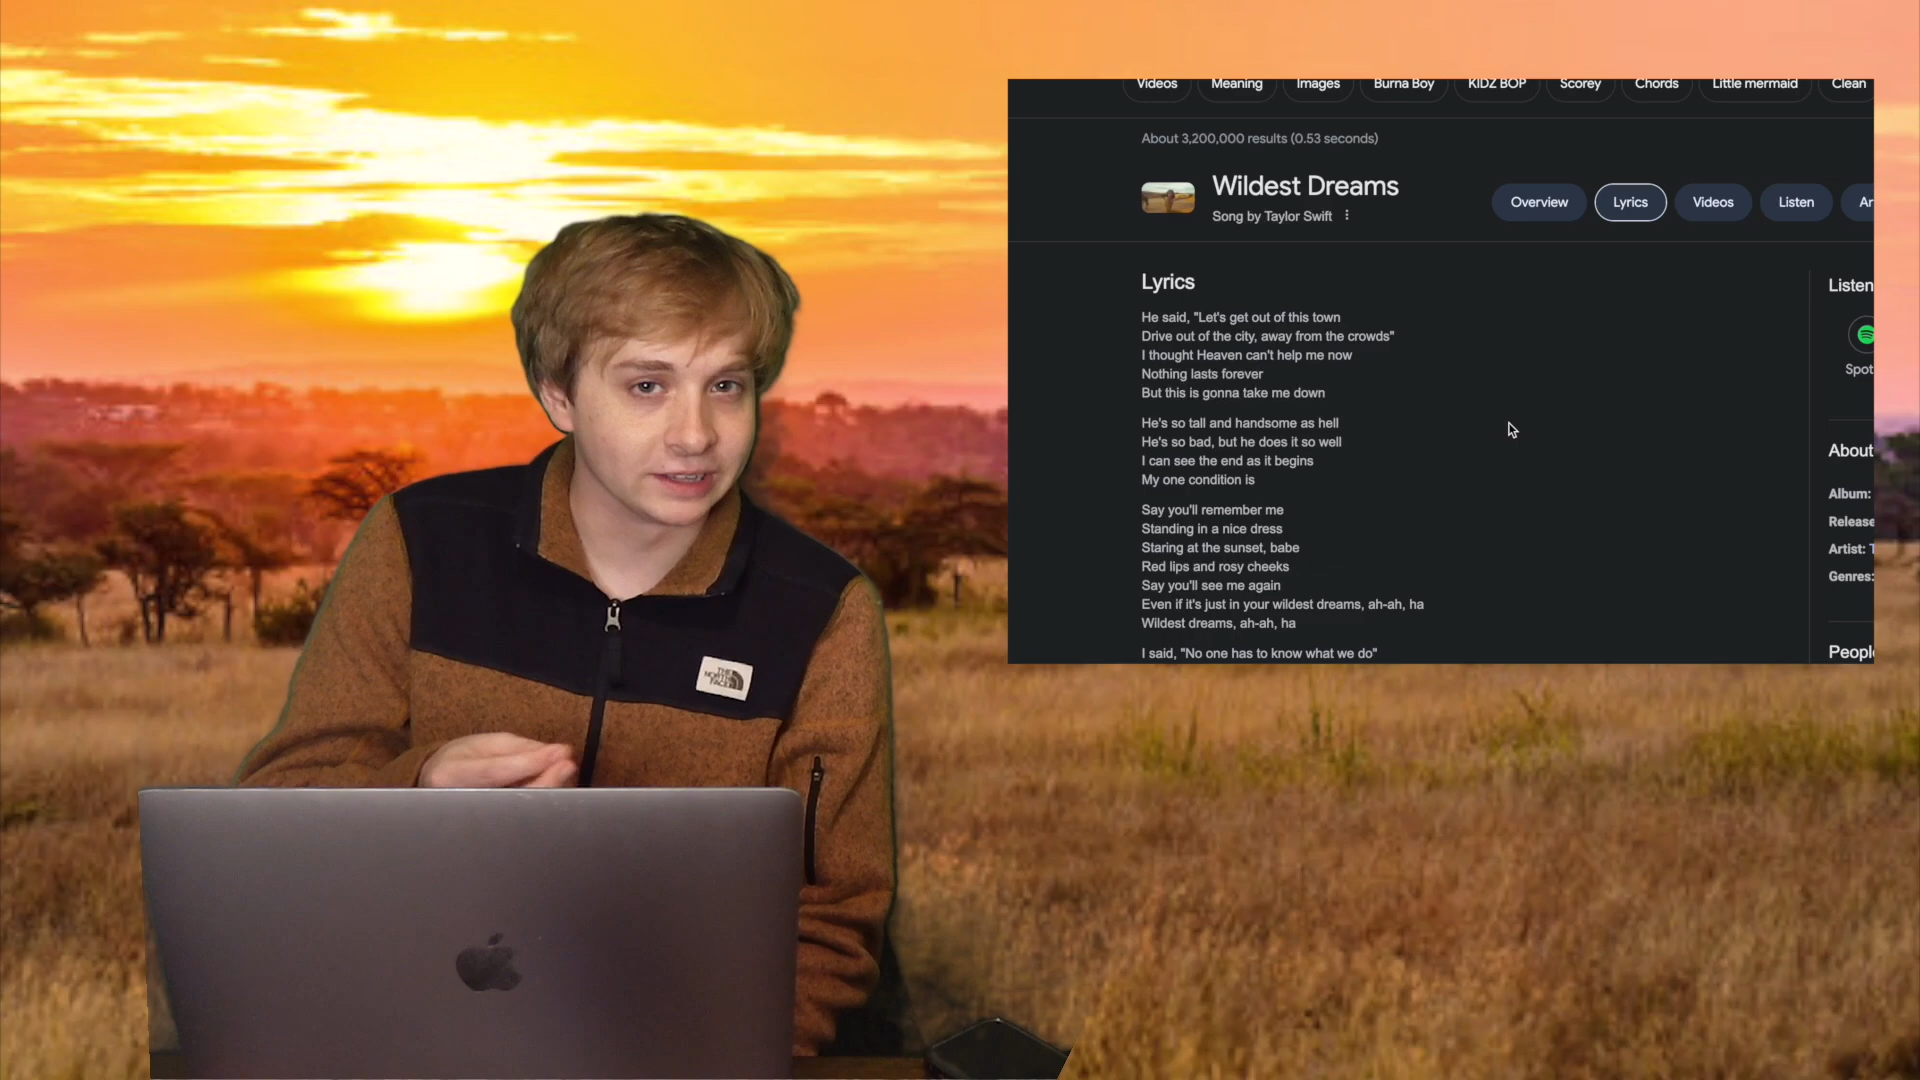 Videos Meaning Images Burna Boy KIDZ BOP Scorey Chords Little mermaid Clean
About 3,200,000 results (0.53 seconds)
Wildest Dreams
Song by Taylor Swift
Overview Lyrics Videos Listen Ar
Lyrics
He said, "Let's get out of this town
Drive out of the city, away from the crowds"
I thought Heaven can't help me now
Nothing lasts forever
But this is gonna take me down
He's so tall and handsome as hell
He's so bad, but he does it so well
I can see the end as it begins
My one condition is
Say you'll remember me
Standing in a nice dress
Staring at the sunset, babe
Red lips and rosy cheeks
Say you'll see me again
Even if it's just in your wildest dreams, ah-ah, ha
Wildest dreams, ah-ah, ha
I said, "No one has to know what we do"
Listen
Spot
About
Album:
Release
Artist: T
Genres:
Peopl
THE
NORTH
FACE